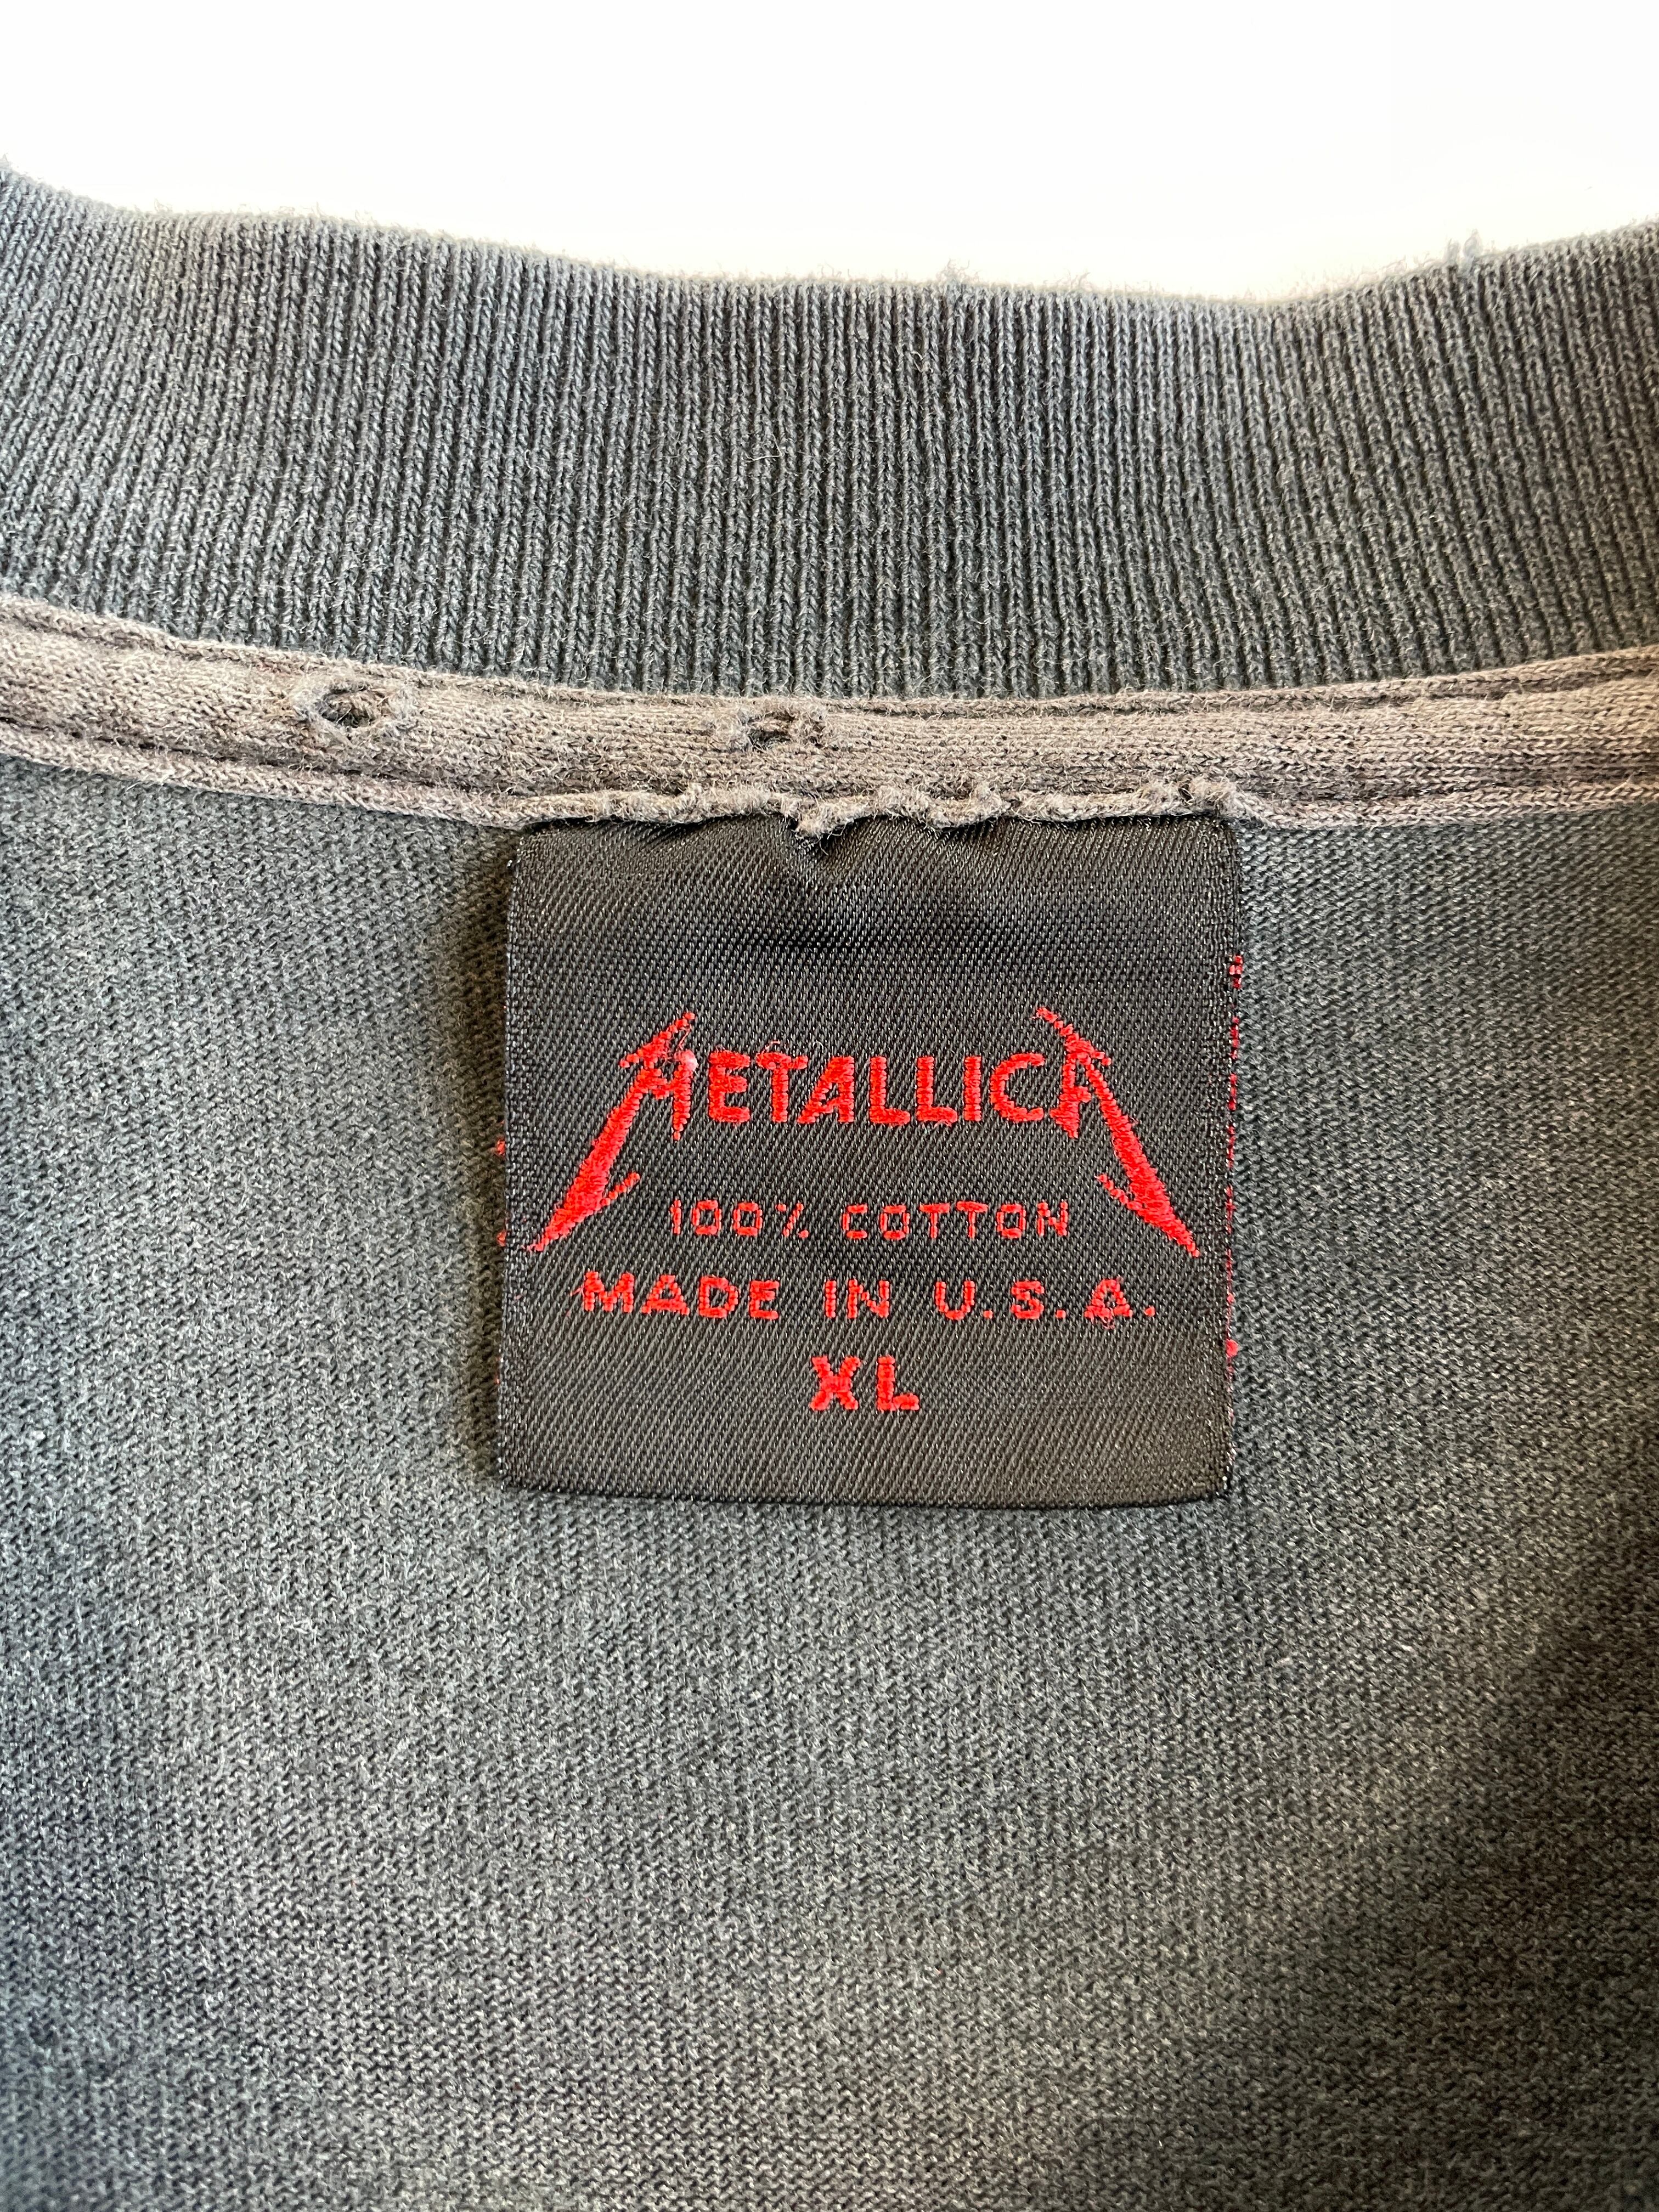 METALLICA
100% COTTON
MADE IN U.S.A.
XL